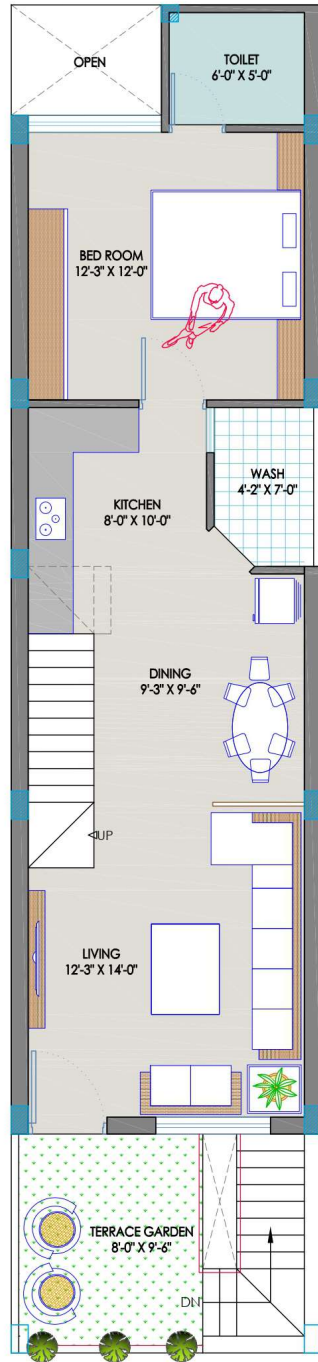 OPEN
TOILET
6'-0" X 5'-0"
BED ROOM
12'-3" X 12'-0"
WASH
4'-2" X 7'-0"
KITCHEN
8'-0" X 10'-0"
DINING
9'-3" X 9'-6"
UP
LIVING
12'-3" X 14'-0"
TERRACE GARDEN
8'-0" X 9'-6"
DN